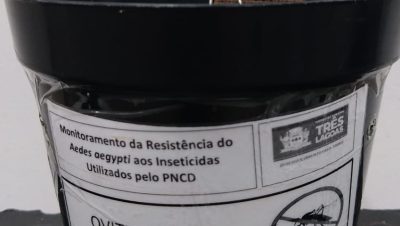 Monitoramento da Resistência do
Aedes aegypti aos Inseticidas
Utilizados pelo PNCD
TRÊS
LAGOAS